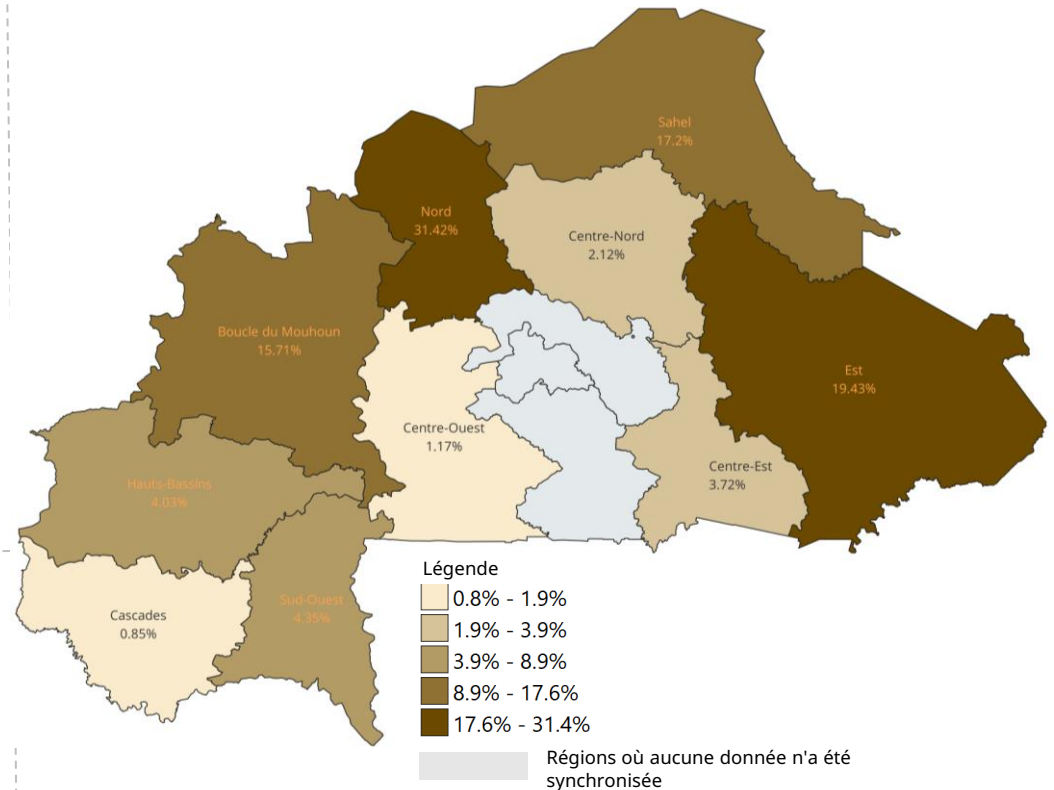 Sahel
17.2%
Nord
31.42%
Centre-Nord
2.12%
Boucle du Mouhoun
15.71%
Est
19.43%
Centre-Ouest
1.17%
Centre-Est
3.72%
Hauts-Bassins
4.03%
Sud-Ouest
4.35%
Cascades
0.85%
Légende
0.8% - 1.9%
1.9% - 3.9%
3.9% - 8.9%
8.9% - 17.6%
17.6% - 31.4%
Régions où aucune donnée n'a été
synchronisée